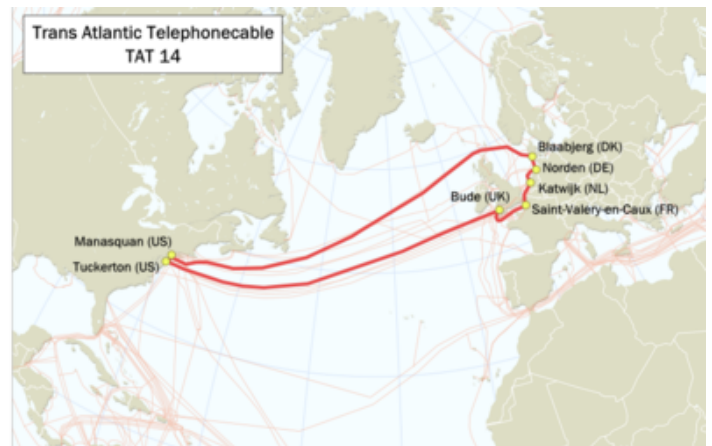 Trans Atlantic Telephonecable
TAT 14
Blaabjerg (DK)
Norden (DE)
Katwijk (NL)
Bude (UK)
Saint-Valery-en-Caux (FR)
Manasquan (US)
Tuckerton (US)